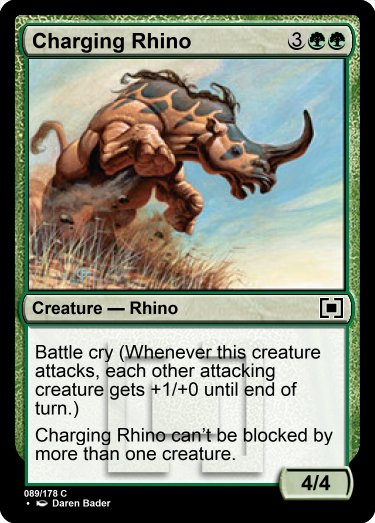 Charging Rhino 3
Creature — Rhino
Battle cry (Whenever this creature
attacks, each other attacking
creature gets +1/+0 until end of
turn.)
Charging Rhino can't be blocked by
more than one creature.
4/4
089/178 C
• Daren Bader